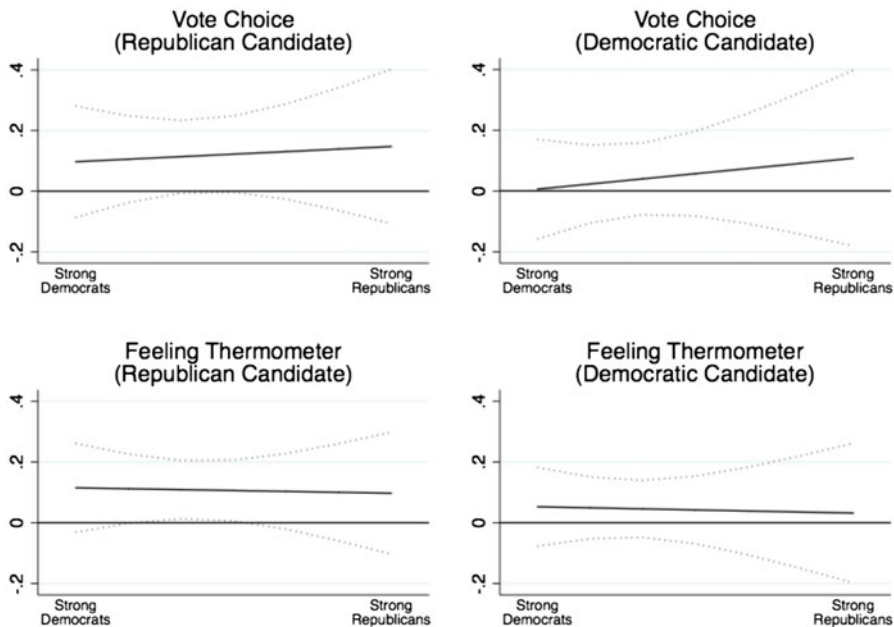 Vote Choice
(Republican Candidate)
.4
.2
0
-.2
Strong
Democrats
Strong
Republicans
Vote Choice
(Democratic Candidate)
.4
.2
0
-.2
Strong
Democrats
Strong
Republicans
Feeling Thermometer
(Republican Candidate)
.4
.2
0
-.2
Strong
Democrats
Strong
Republicans
Feeling Thermometer
(Democratic Candidate)
.4
.2
0
-.2
Strong
Democrats
Strong
Republicans